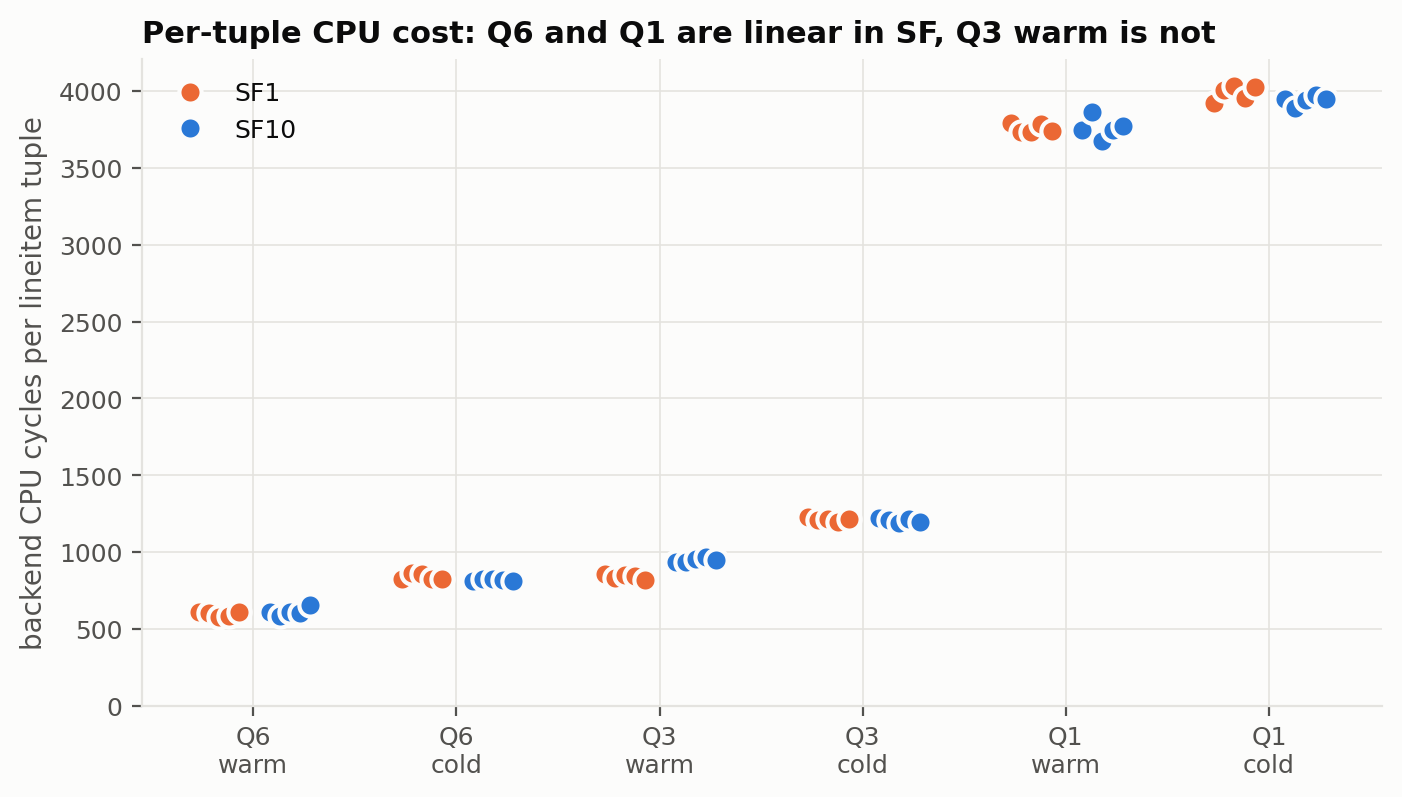 Per-tuple CPU cost: Q6 and Q1 are linear in SF, Q3 warm is not
SF1
SF10
backend CPU cycles per lineitem tuple
4000
3500
3000
2500
2000
1500
1000
500
0
Q6 warm
Q6 cold
Q3 warm
Q3 cold
Q1 warm
Q1 cold